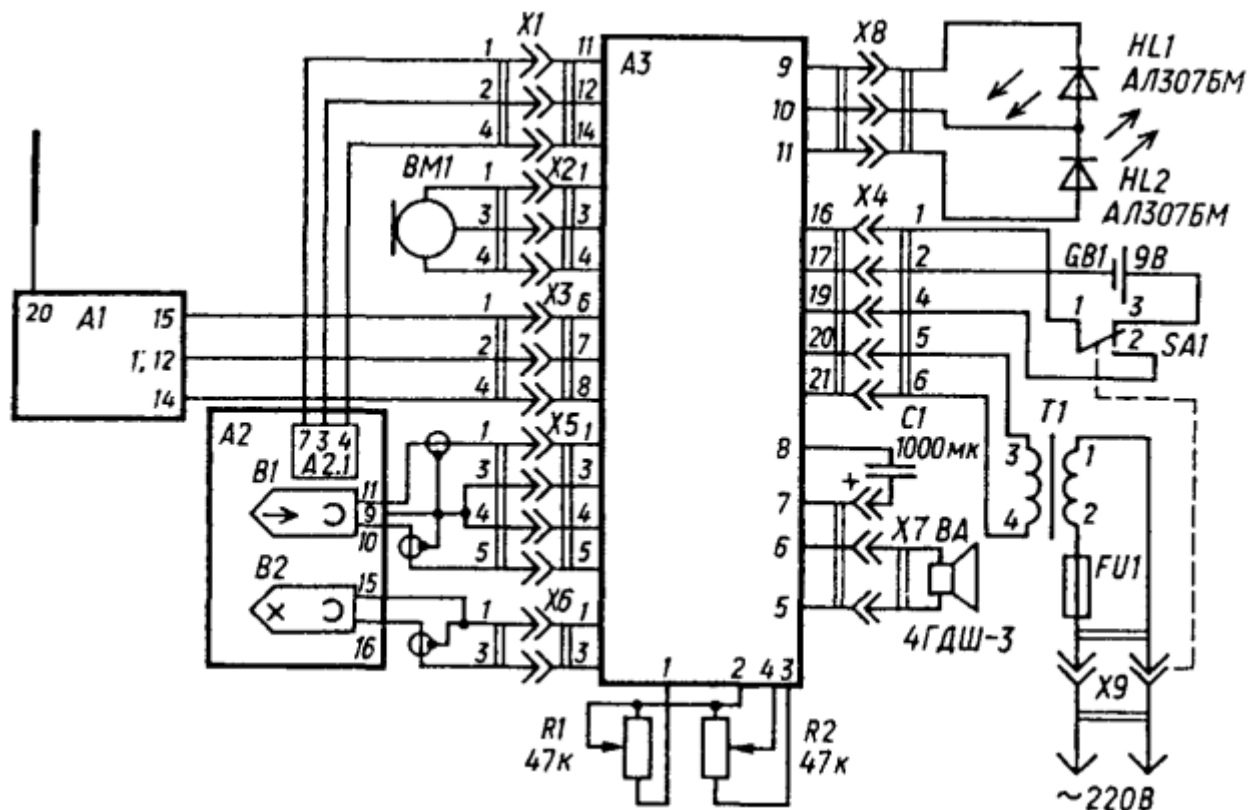 X1
1 11
2 12
4 14
A3
X8
9
10
11
HL1
АЛ307БМ
HL2
АЛ307БМ
BM1
X2
1 1
3 3
4 4
X4
16 1
17 2
19 4
20 5
21 6
GB1 9В
1 3
2 SA1
20 A1 15
1, 12
14
X3
1 6
2 7
4 8
A2
7 3 4
A2.1
B1
11
9
10
B2
15
16
X5
1 1
3 3
4 4
5 5
X6
1 1
3 3
C1
1000 мк
8
+
7
6
5
X7 BA
4ГДШ-3
T1
3 1
4 2
FU1
X9
~220В
1 2 4 3
R1
47к
R2
47к